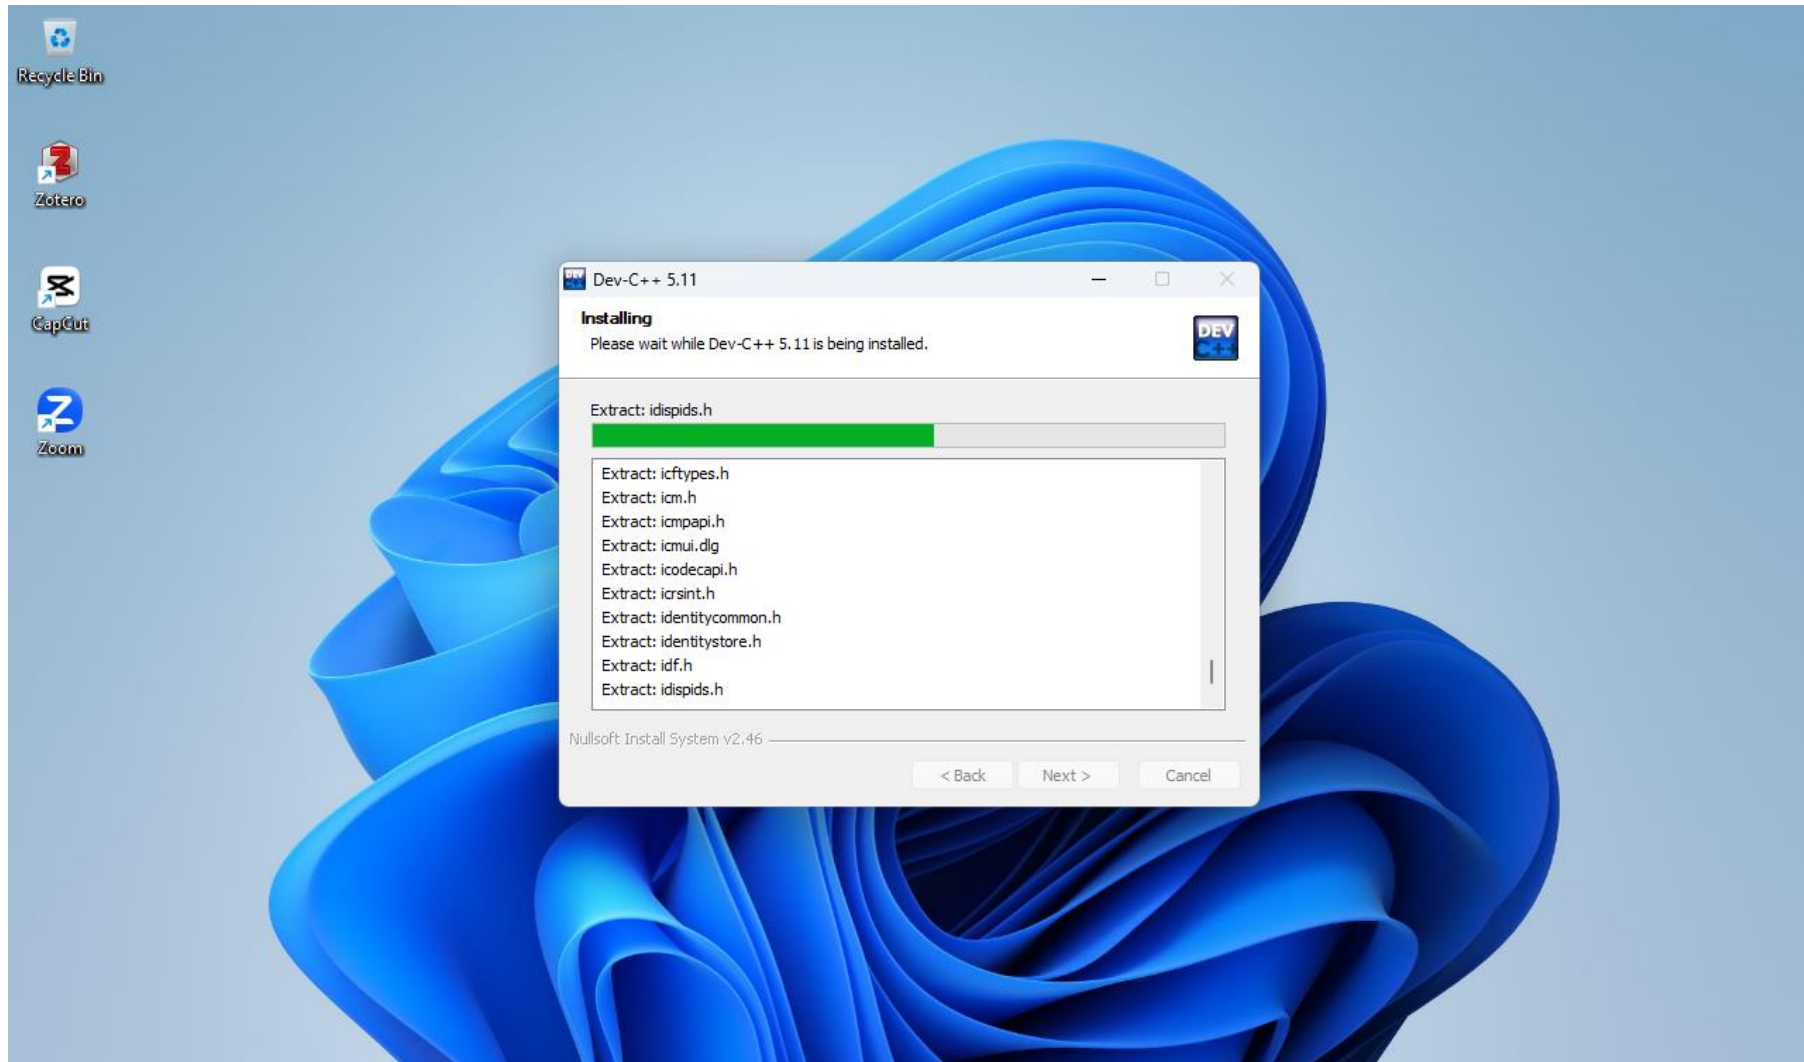 Recycle Bin
Zotero
CapCut
Zoom
Dev-C++ 5.11
Installing
Please wait while Dev-C++ 5.11 is being installed.
DEV
C++
Extract: idispids.h
Extract: icftypes.h
Extract: icm.h
Extract: icmpapi.h
Extract: icmui.dlg
Extract: icodecapi.h
Extract: icrsint.h
Extract: identitycommon.h
Extract: identitystore.h
Extract: idf.h
Extract: idispids.h
Nullsoft Install System v2.46
< Back Next > Cancel